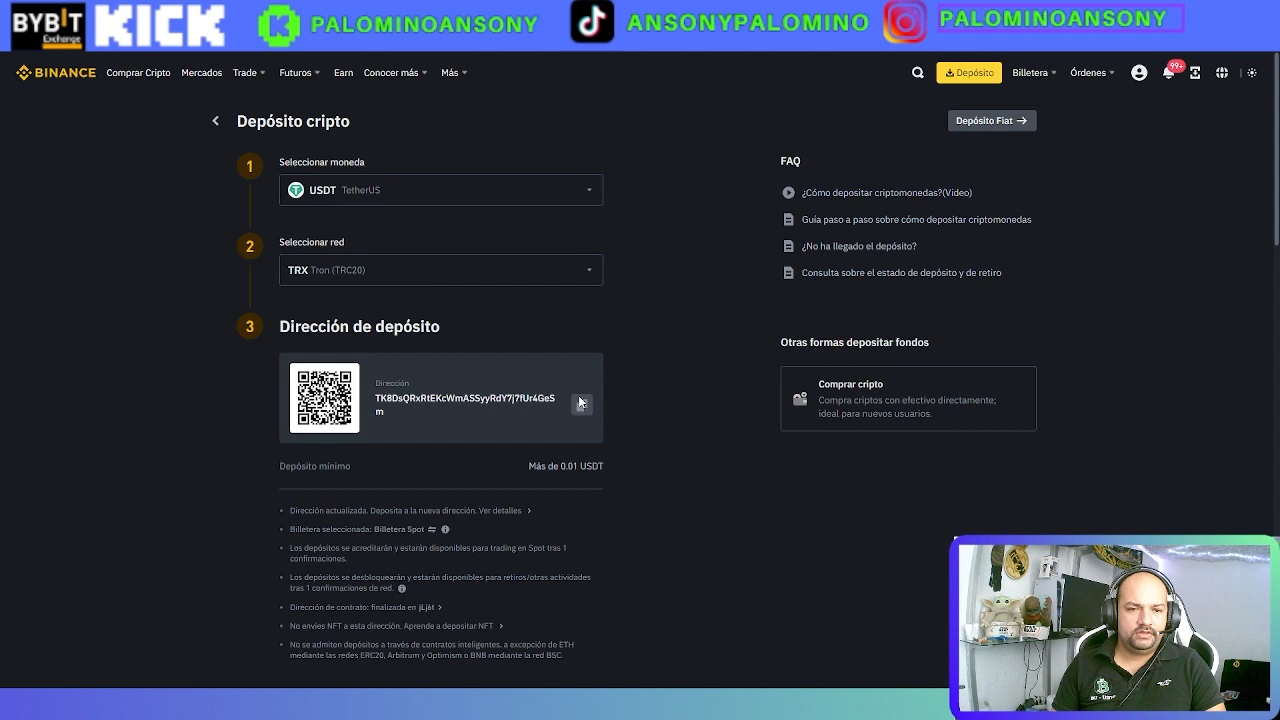 BYBIT
Exchange
KICK
PALOMINOANSONY
ANSONYPALOMINO
PALOMINOANSONY
BINANCE
Comprar Cripto
Mercados
Trade
Futuros
Earn
Conocer más
Más
Depósito
Billetera
Órdenes
99+
Depósito cripto
Depósito Fiat →
1
Seleccionar moneda
USDT TetherUS
2
Seleccionar red
TRX Tron (TRC20)
3
Dirección de depósito
Dirección
TK8DsQRxRtEKcWmASSyyRdY7j7fUr4GeS
m
Depósito mínimo
Más de 0.01 USDT
Dirección actualizada. Deposita a la nueva dirección. Ver detalles
Billetera seleccionada: Billetera Spot
Los depósitos se acreditarán y estarán disponibles para trading en Spot tras 1
confirmaciones.
Los depósitos se desbloquearán y estarán disponibles para retiros/otras actividades
tras 1 confirmaciones de red.
Dirección de contrato: finalizada en jLj6t
No envíes NFT a esta dirección. Aprende a depositar NFT
No se admiten depósitos a través de contratos inteligentes, a excepción de ETH
mediante las redes ERC20, Arbitrum y Optimism o BNB mediante la red BSC.
FAQ
¿Cómo depositar criptomonedas?(Video)
Guía paso a paso sobre cómo depositar criptomonedas
¿No ha llegado el depósito?
Consulta sobre el estado de depósito y de retiro
Otras formas depositar fondos
Comprar cripto
Compra criptos con efectivo directamente;
ideal para nuevos usuarios.